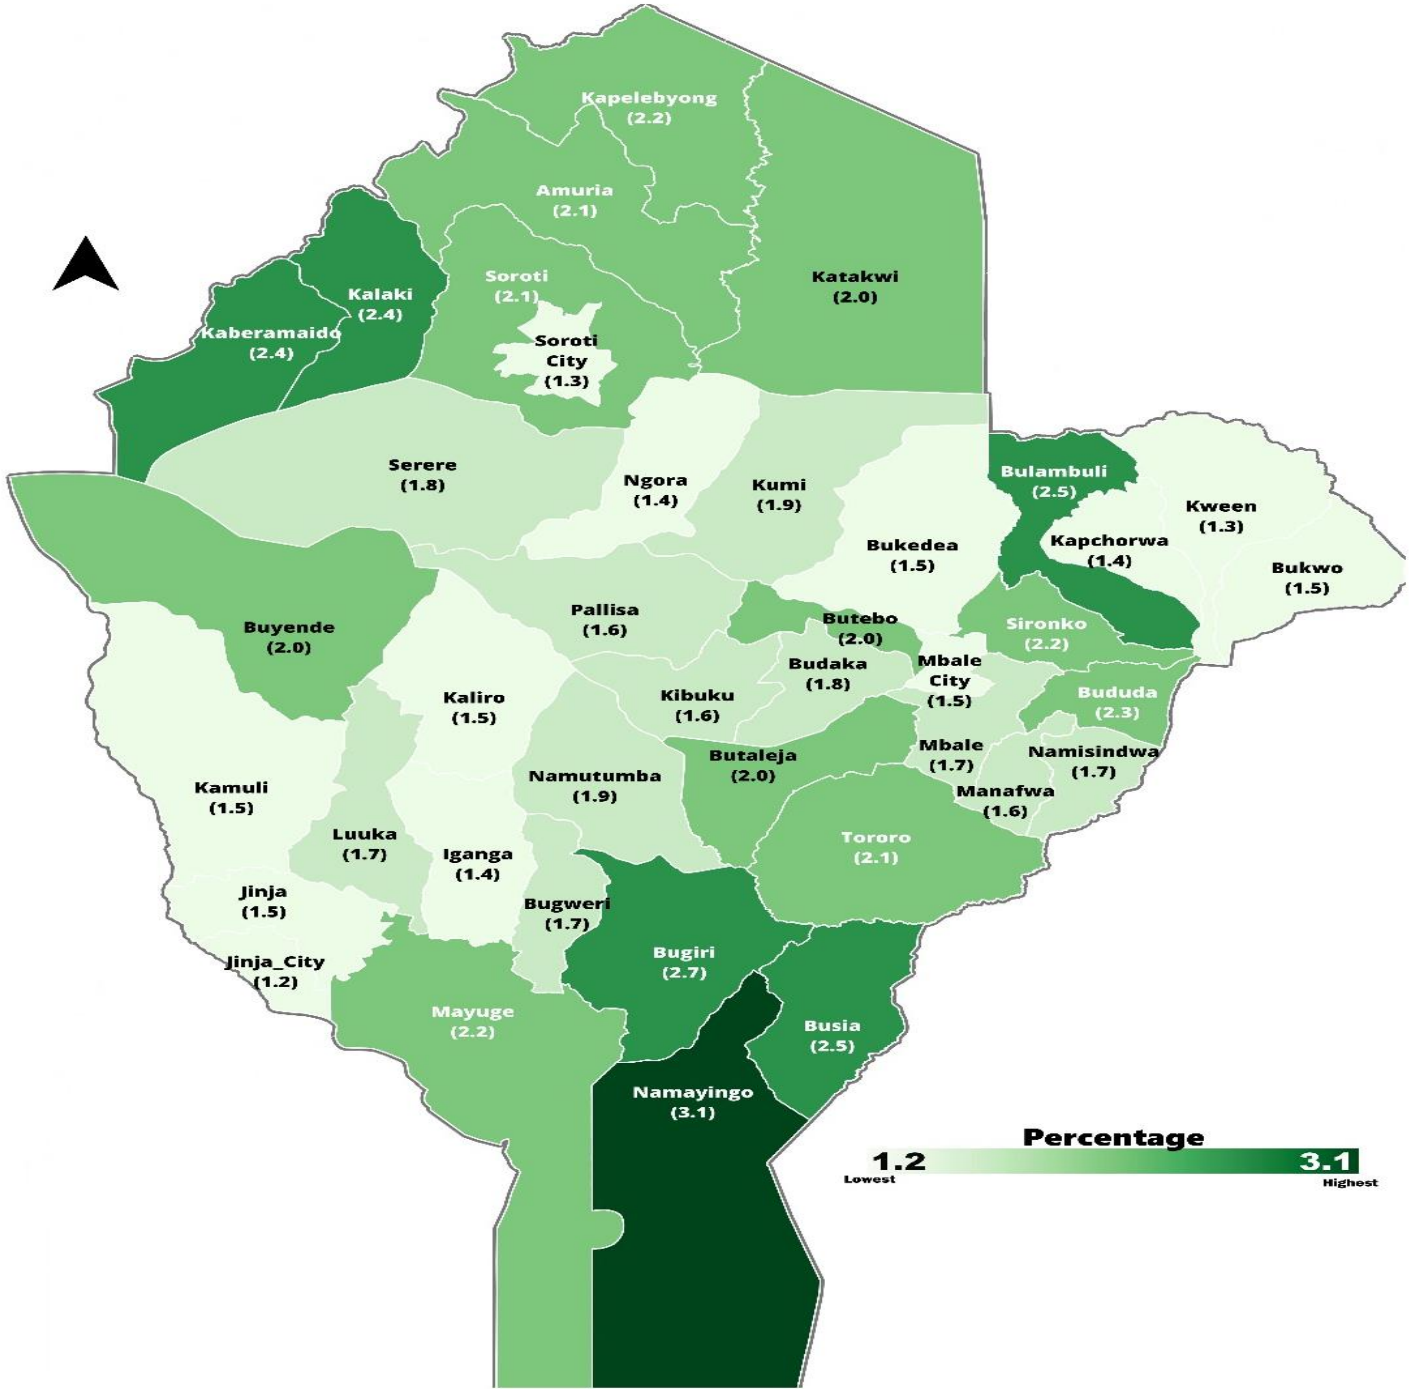 Kapelebyong
(2.2)
Amuria
(2.1)
Katakwi
(2.0)
Soroti
(2.1)
Kalaki
(2.4)
Kaberamaido
(2.4)
Soroti
City
(1.3)
Serere
(1.8)
Ngora
(1.4)
Kumi
(1.9)
Bulambuli
(2.5)
Kween
(1.3)
Kapchorwa
(1.4)
Bukwo
(1.5)
Bukedea
(1.5)
Pallisa
(1.6)
Butebo
(2.0)
Sironko
(2.2)
Buyende
(2.0)
Budaka
(1.8)
Mbale
City
(1.5)
Kaliro
(1.5)
Kibuku
(1.6)
Bududa
(2.3)
Mbale
(1.7)
Namisindwa
(1.7)
Butaleja
(2.0)
Namutumba
(1.9)
Kamuli
(1.5)
Manafwa
(1.6)
Luuka
(1.7)
Tororo
(2.1)
Iganga
(1.4)
Jinja
(1.5)
Bugweri
(1.7)
Bugiri
(2.7)
Jinja_City
(1.2)
Mayuge
(2.2)
Busia
(2.5)
Namayingo
(3.1)
Percentage
1.2 3.1
Lowest Highest